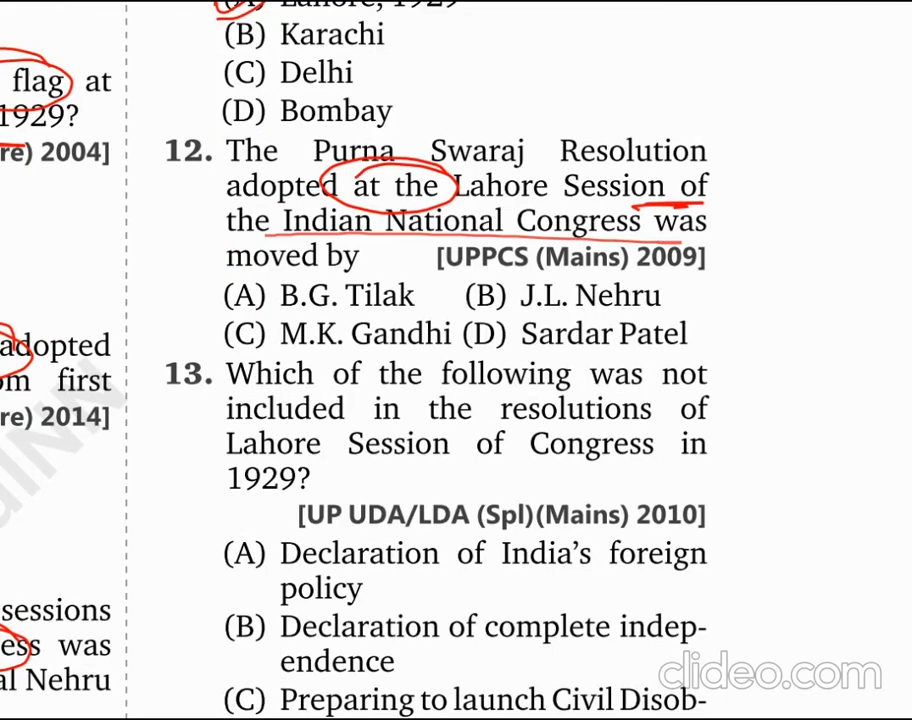 (A) Lahore, 1929
(B) Karachi
(C) Delhi
(D) Bombay
flag at
1929?
re) 2004]
12. The Purna Swaraj Resolution
adopted at the Lahore Session of
the Indian National Congress was
moved by [UPPCS (Mains) 2009]
(A) B.G. Tilak (B) J.L. Nehru
(C) M.K. Gandhi (D) Sardar Patel
adopted
om first
re) 2014]
13. Which of the following was not
included in the resolutions of
Lahore Session of Congress in
1929?
[UP UDA/LDA (Spl)(Mains) 2010]
(A) Declaration of India's foreign
policy
(B) Declaration of complete indep-
endence
(C) Preparing to launch Civil Disob-
sessions
ess was
al Nehru
clideo.com